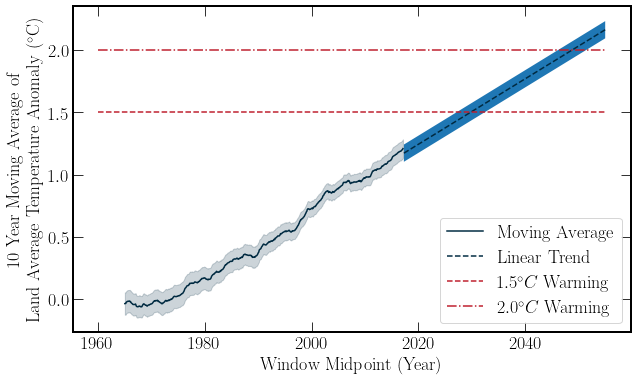 10 Year Moving Average of
Land Average Temperature Anomaly (°C)
2.0
1.5
1.0
0.5
0.0
Moving Average
Linear Trend
1.5°C Warming
2.0°C Warming
1960 1980 2000 2020 2040
Window Midpoint (Year)